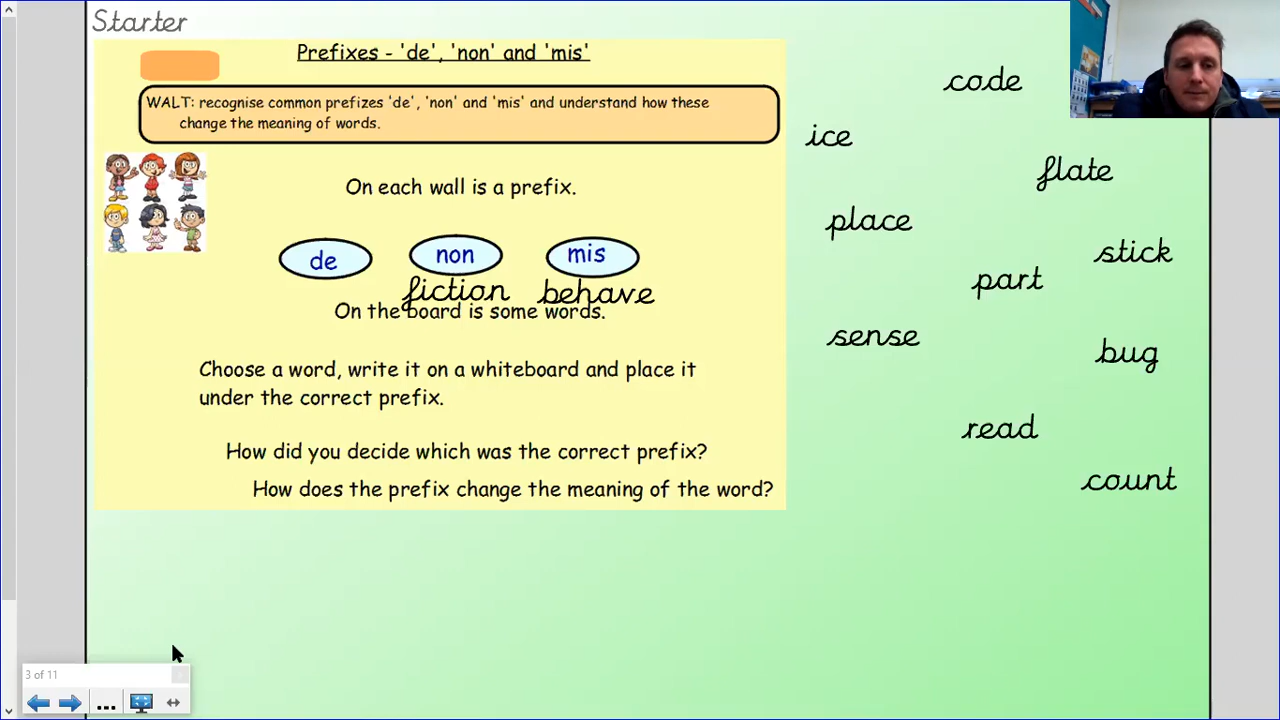 Starter
Prefixes - 'de', 'non' and 'mis'
WALT: recognise common prefizes 'de', 'non' and 'mis' and understand how these
change the meaning of words.
On each wall is a prefix.
de non mis
fiction behave
On the board is some words.
Choose a word, write it on a whiteboard and place it
under the correct prefix.
How did you decide which was the correct prefix?
How does the prefix change the meaning of the word?
code
ice
flate
place
stick
part
sense
bug
read
count
3 of 11